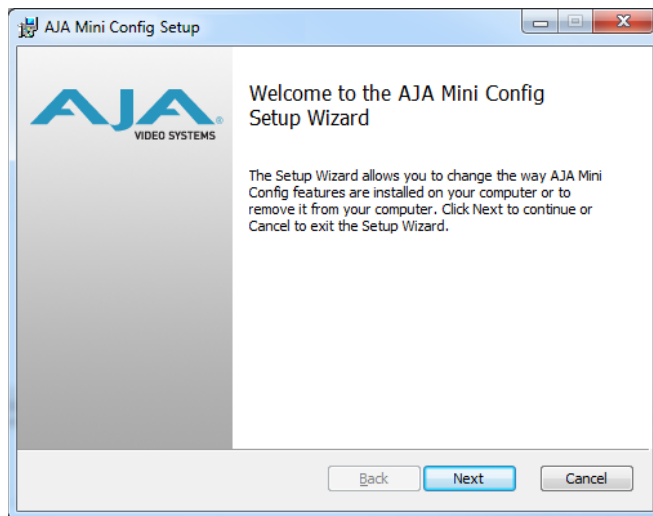 AJA Mini Config Setup
AJA
VIDEO SYSTEMS
Welcome to the AJA Mini Config
Setup Wizard
The Setup Wizard allows you to change the way AJA Mini
Config features are installed on your computer or to
remove it from your computer. Click Next to continue or
Cancel to exit the Setup Wizard.
Back
Next
Cancel